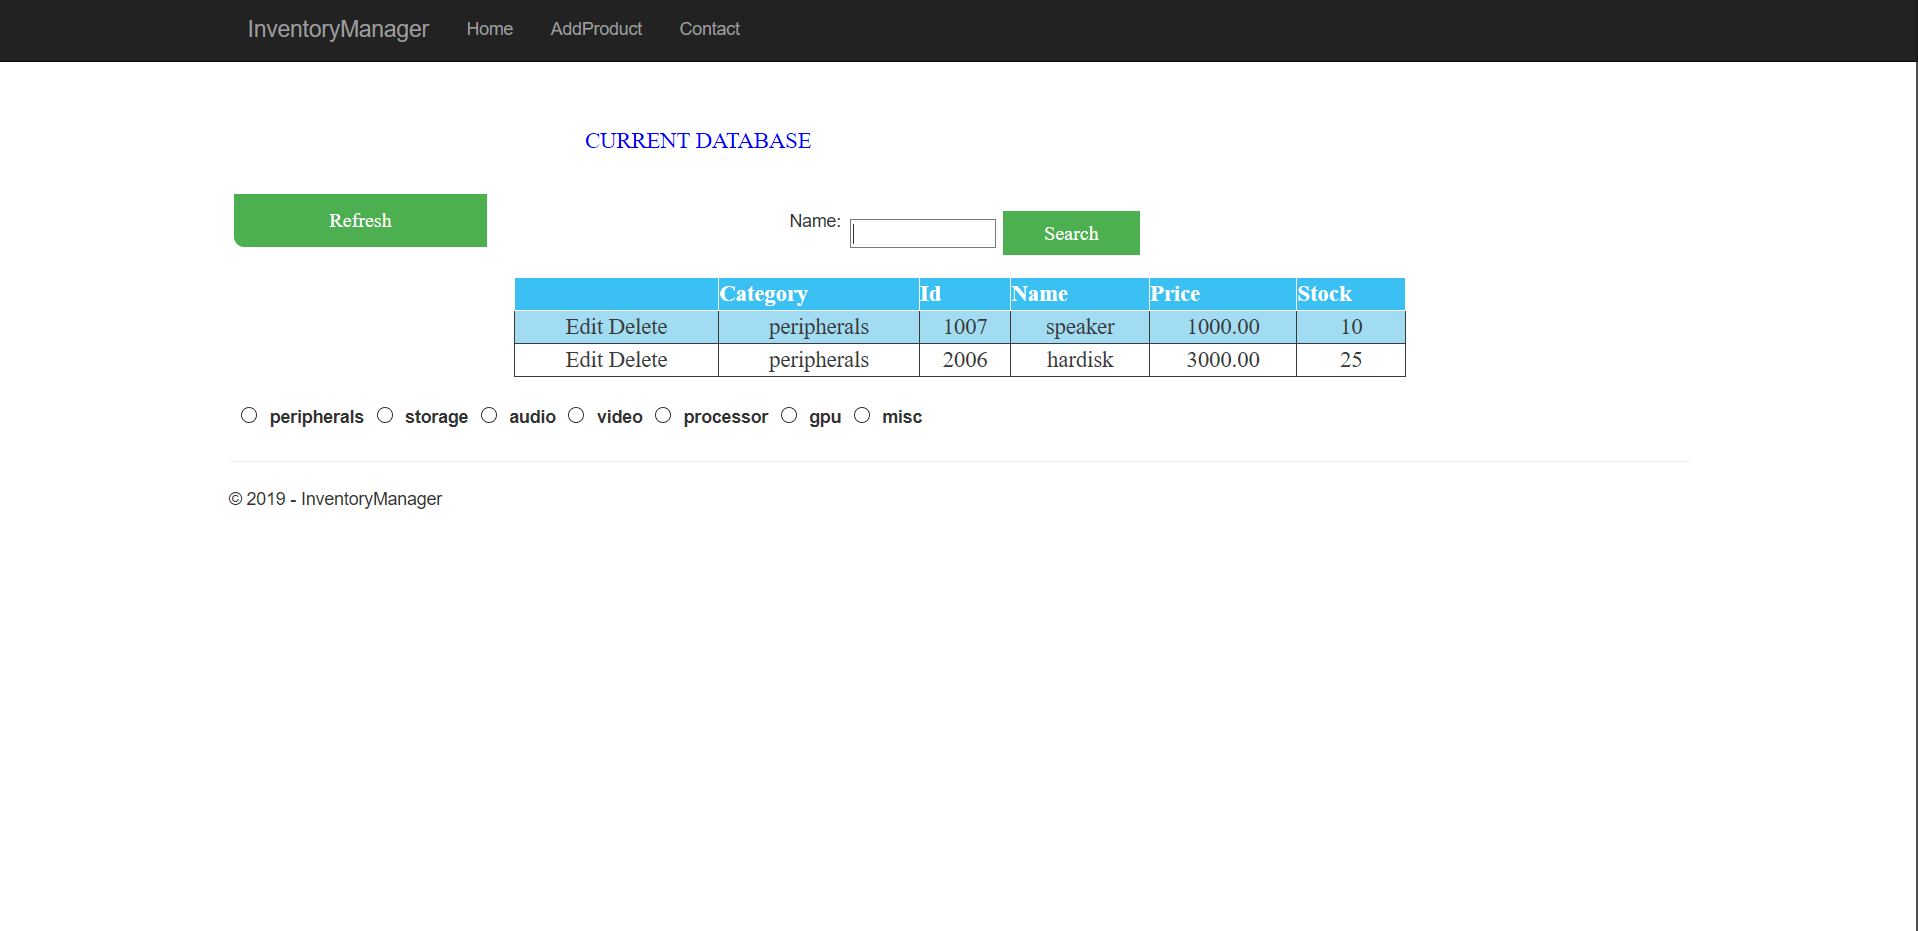 InventoryManager Home AddProduct Contact
CURRENT DATABASE
Refresh
Name: Search
Category Id Name Price Stock
Edit Delete peripherals 1007 speaker 1000.00 10
Edit Delete peripherals 2006 hardisk 3000.00 25
peripherals storage audio video processor gpu misc
© 2019 - InventoryManager